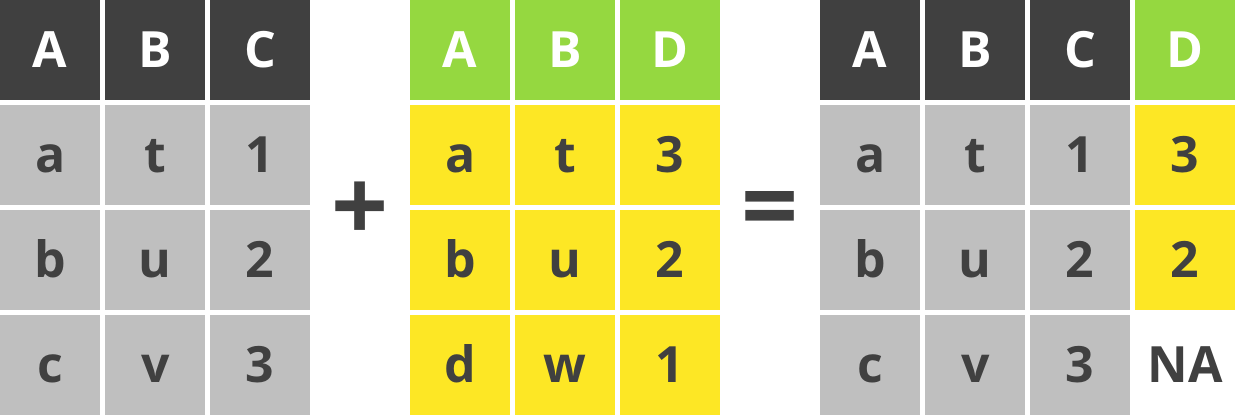 A B C A B D A B C D
a t 1 a t 3 a t 1 3
+ =
b u 2 b u 2 b u 2 2
c v 3 d w 1 c v 3 NA